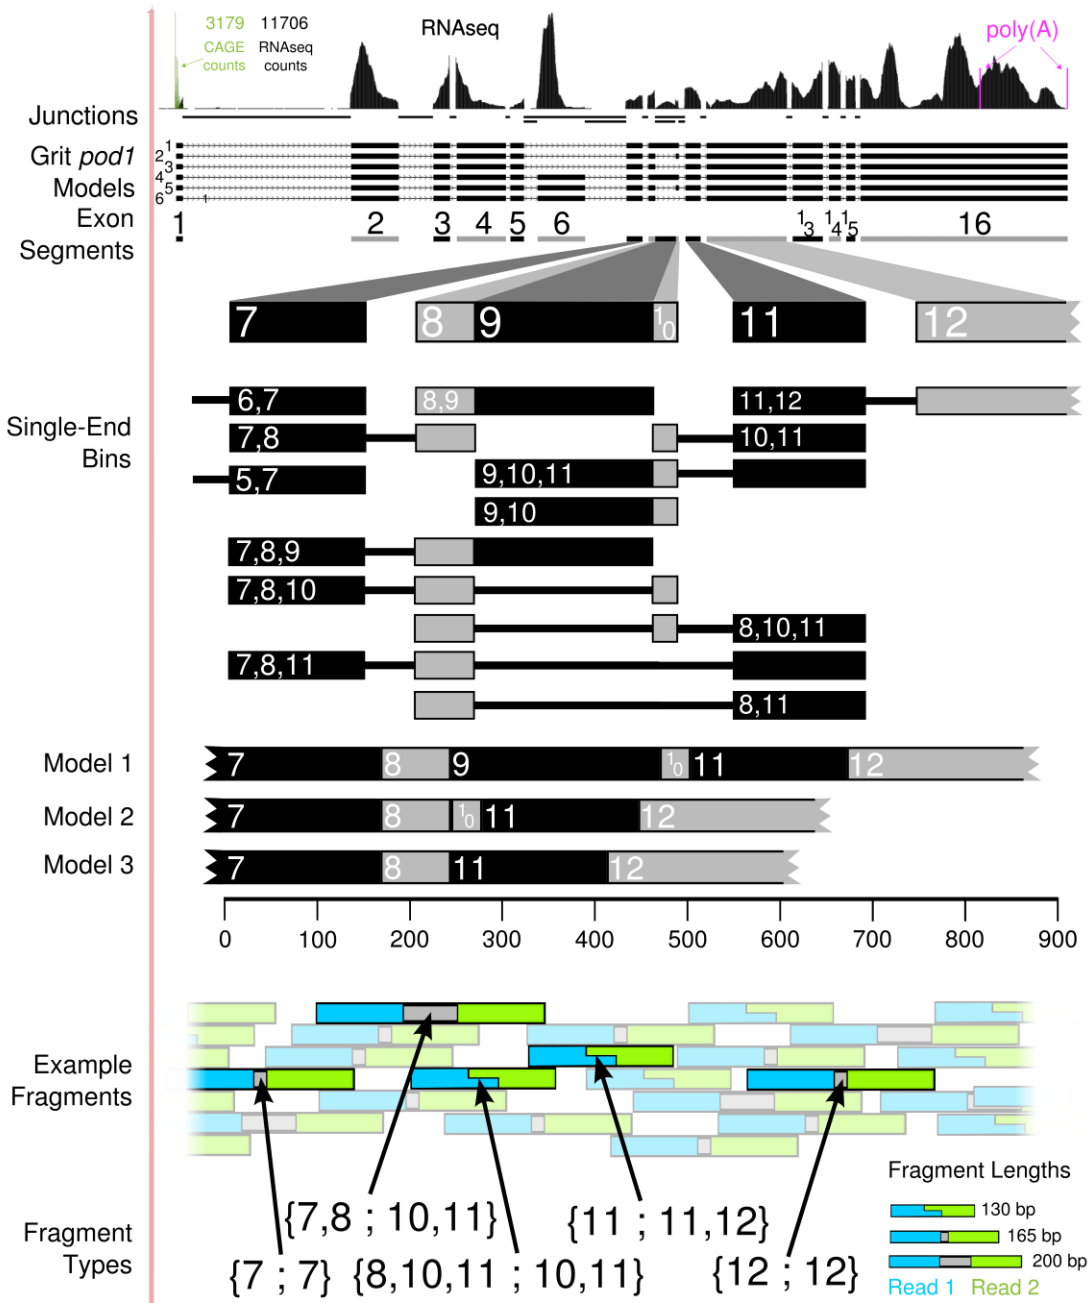 3179 11706 RNAseq poly(A)
CAGE RNAseq
counts counts
Junctions
Grit pod1
Models
1
2
3
4
5
6 1
Exon
Segments
1 2 3 4 5 6 13 14 15 16
7 8 9 10 11 12
Single-End
Bins
6,7 8,9 11,12
7,8 10,11
5,7 9,10,11
9,10
7,8,9
7,8,10
8,10,11
7,8,11
8,11
Model 1 7 8 9 10 11 12
Model 2 7 8 10 11 12
Model 3 7 8 11 12
0 100 200 300 400 500 600 700 800 900
Example
Fragments
Fragment
Types
{7,8 ; 10,11} {11 ; 11,12}
{7 ; 7} {8,10,11 ; 10,11} {12 ; 12}
Fragment Lengths
130 bp
165 bp
200 bp
Read 1 Read 2